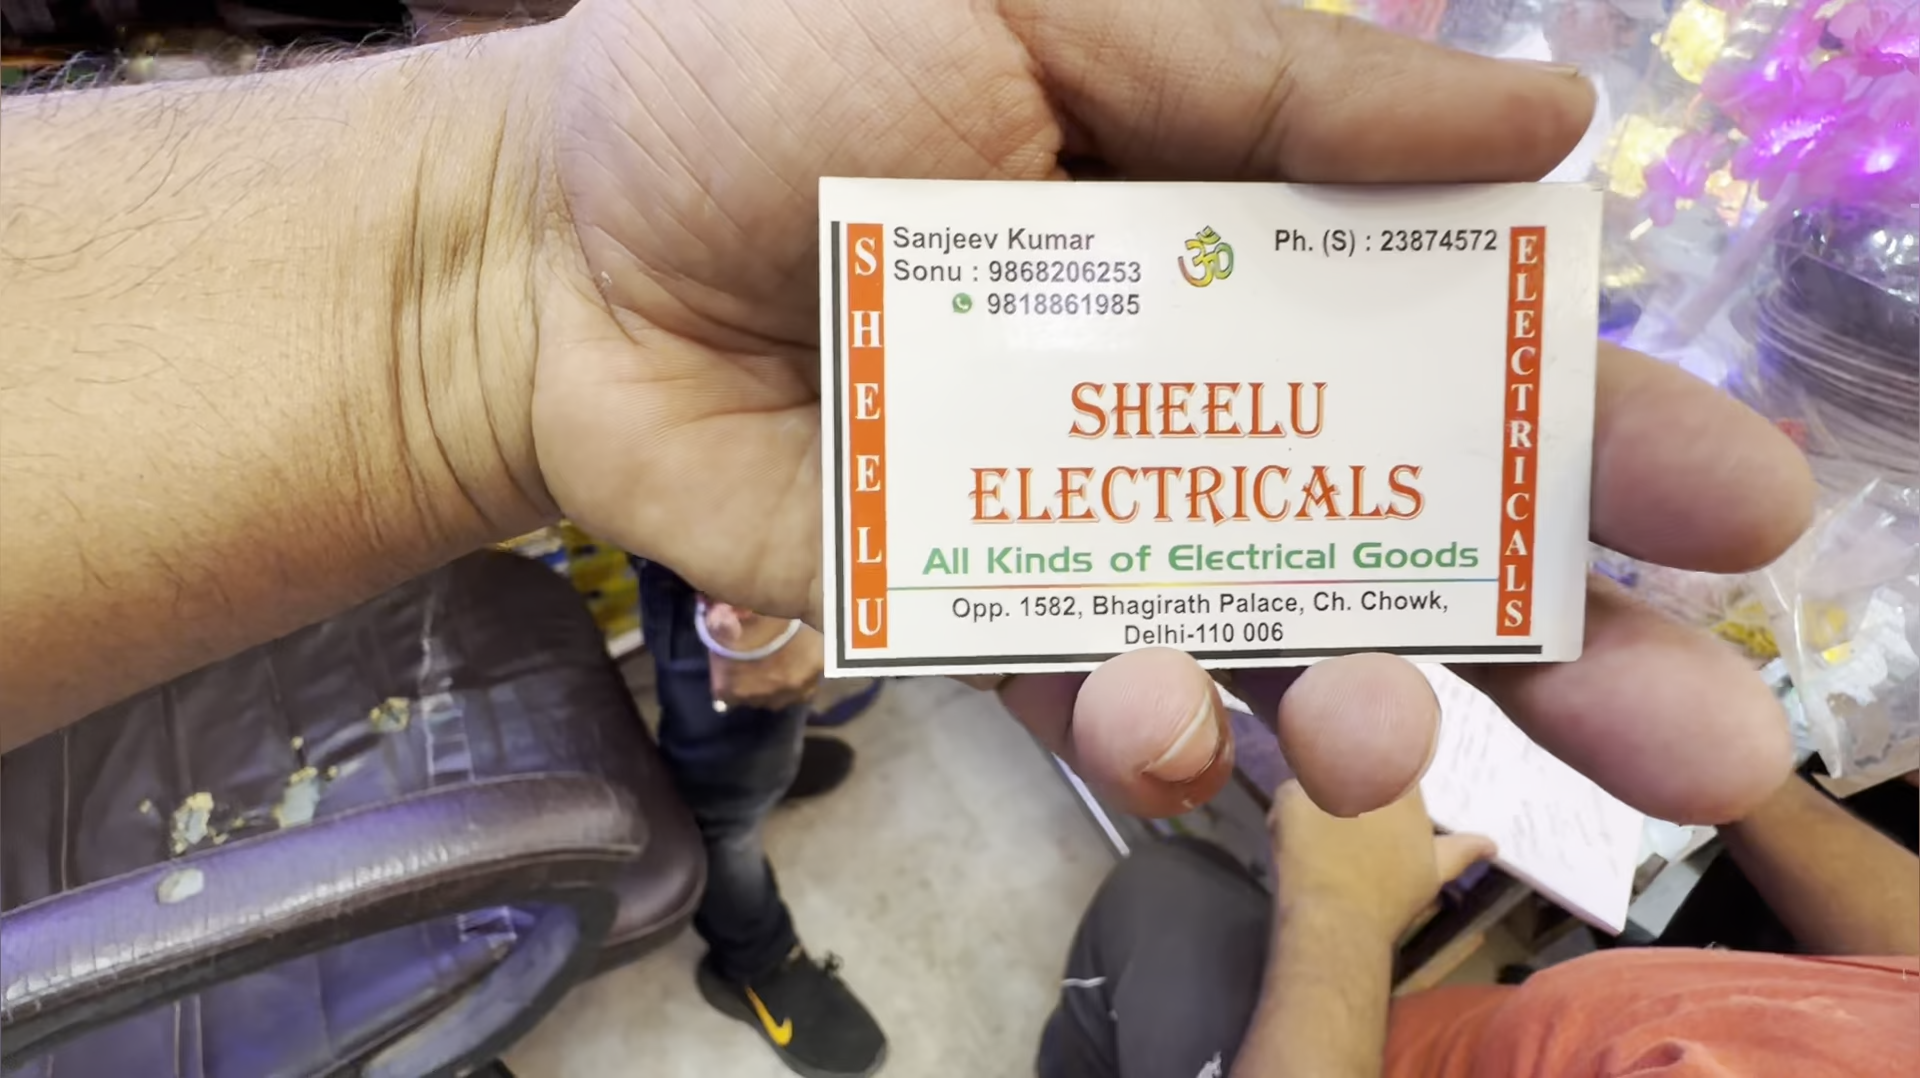 Sanjeev Kumar
Sonu : 9868206253
9818861985
ॐ
Ph. (S) : 23874572
SHEELU
ELECTRICALS
SHEELU
ELECTRICALS
All Kinds of Electrical Goods
Opp. 1582, Bhagirath Palace, Ch. Chowk,
Delhi-110 006